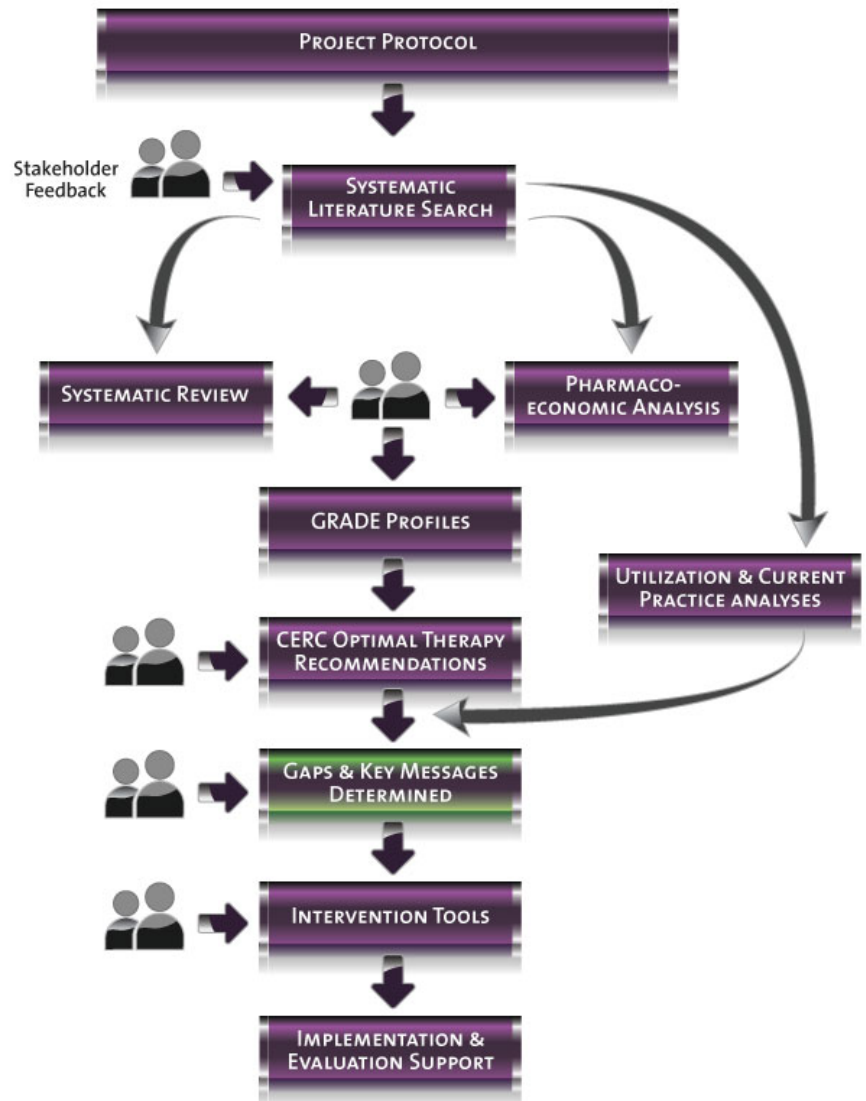 PROJECT PROTOCOL
Stakeholder
Feedback
SYSTEMATIC
LITERATURE SEARCH
SYSTEMATIC REVIEW
PHARMACO-
ECONOMIC ANALYSIS
GRADE PROFILES
UTILIZATION & CURRENT
PRACTICE ANALYSES
CERC OPTIMAL THERAPY
RECOMMENDATIONS
GAPS & KEY MESSAGES
DETERMINED
INTERVENTION TOOLS
IMPLEMENTATION &
EVALUATION SUPPORT